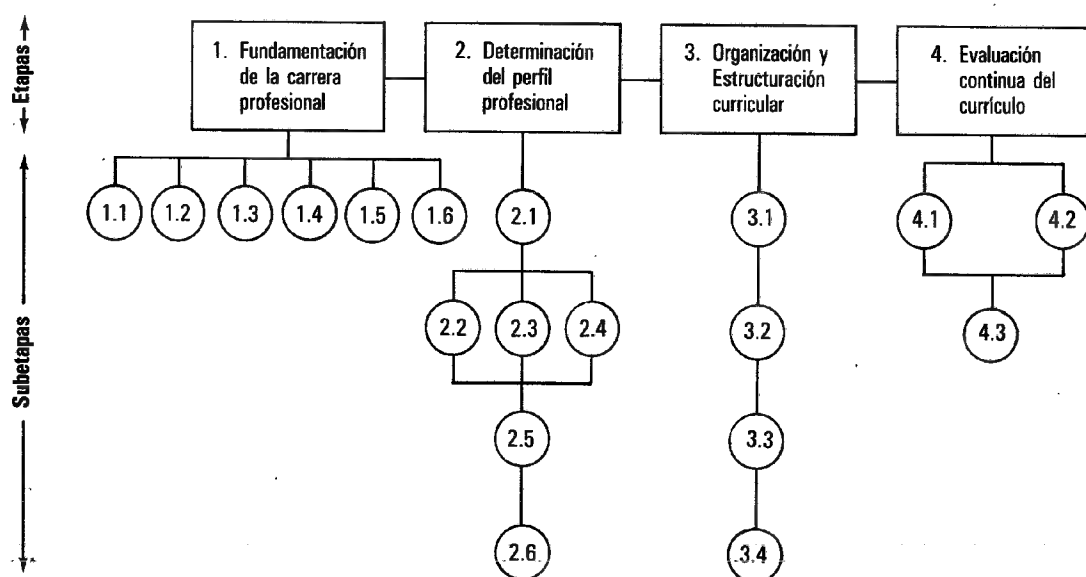 Etapas
1. Fundamentación
de la carrera
profesional
2. Determinación
del perfil
profesional
3. Organización y
Estructuración
curricular
4. Evaluación
continua del
currículo
Subetapas
1.1
1.2
1.3
1.4
1.5
1.6
2.1
2.2
2.3
2.4
2.5
2.6
3.1
3.2
3.3
3.4
4.1
4.2
4.3